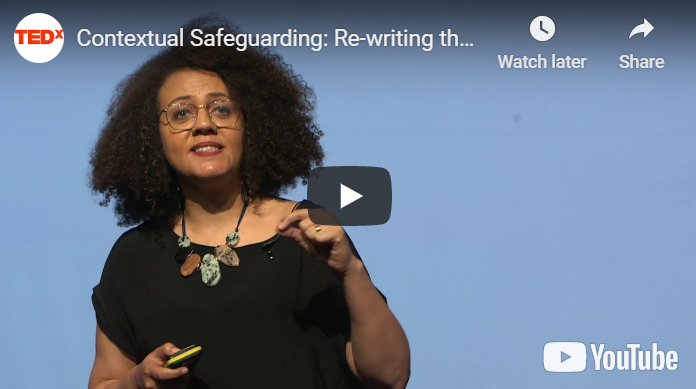 TEDx Contextual Safeguarding: Re-writing th...
Watch later
Share
YouTube